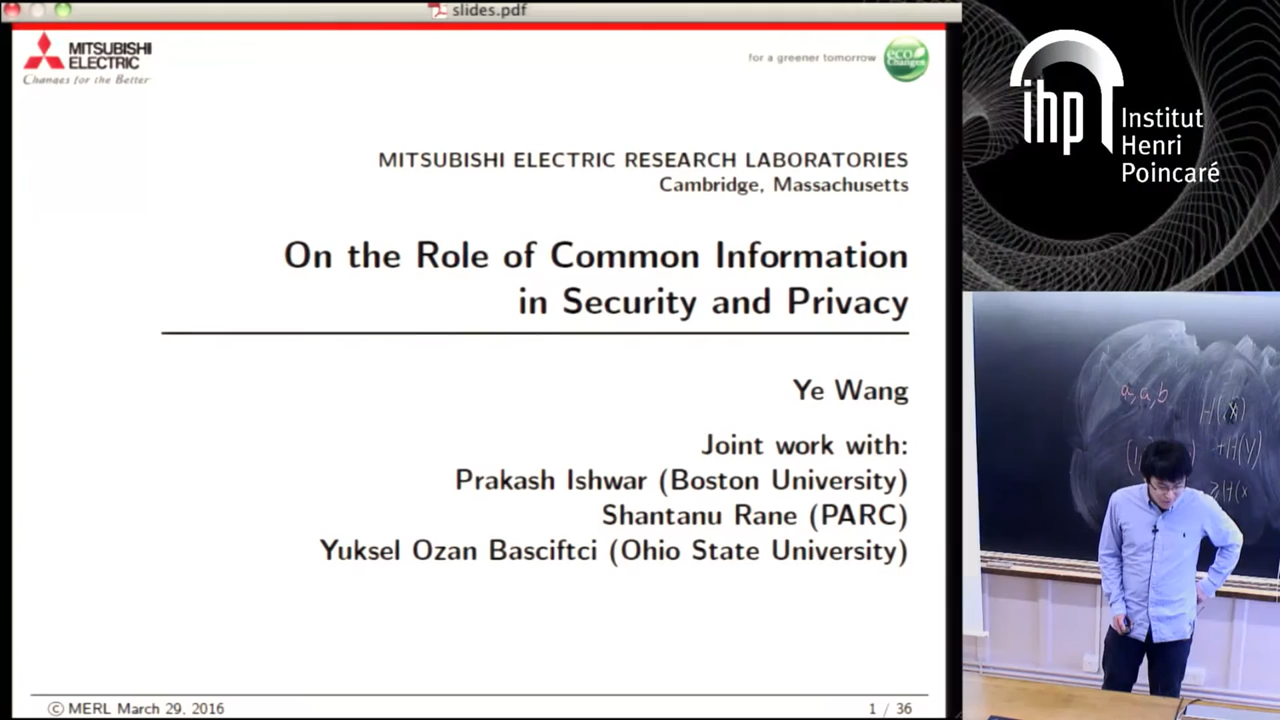 slides.pdf
MITSUBISHI
ELECTRIC
Changes for the Better
for a greener tomorrow
eco
Changes
MITSUBISHI ELECTRIC RESEARCH LABORATORIES
Cambridge, Massachusetts
On the Role of Common Information
in Security and Privacy
Ye Wang
Joint work with:
Prakash Ishwar (Boston University)
Shantanu Rane (PARC)
Yuksel Ozan Basciftci (Ohio State University)
© MERL March 29, 2016
1 / 36
ihp
Institut
Henri
Poincaré
H(X)
+H(Y)